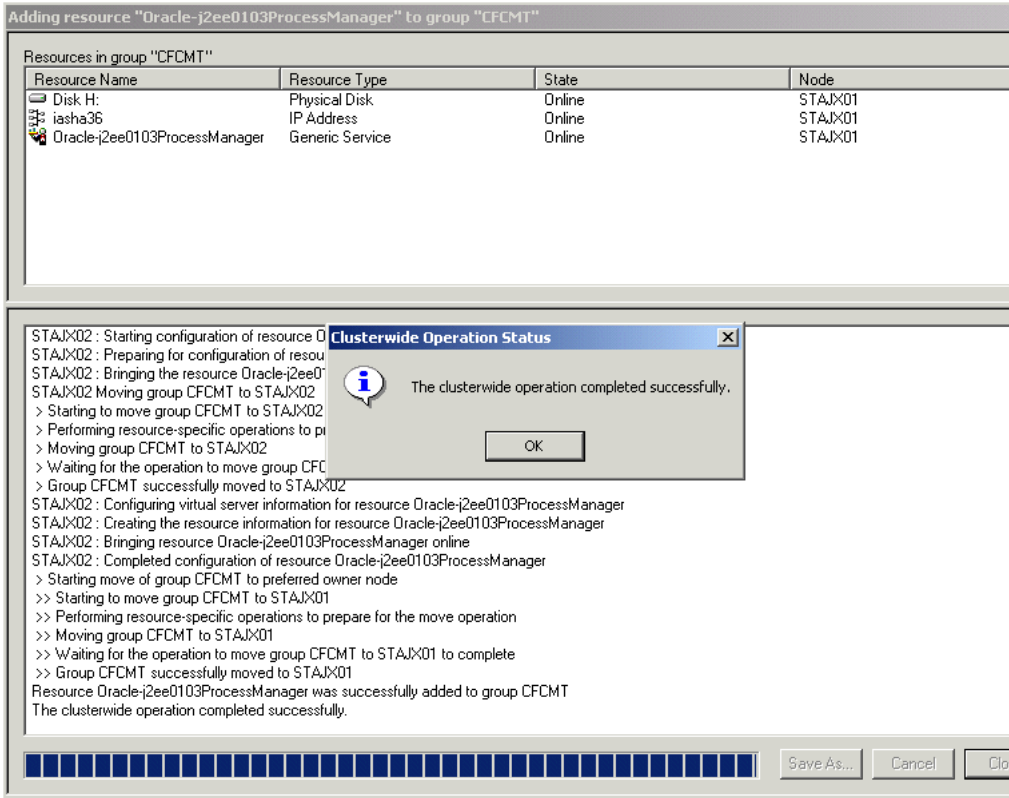 Adding resource "Oracle-j2ee0103ProcessManager" to group "CFCMT"
Resources in group "CFCMT"
Resource Name Resource Type State Node
Disk H: Physical Disk Online STAJX01
iasha36 IP Address Online STAJX01
Oracle-j2ee0103ProcessManager Generic Service Online STAJX01
STAJX02 : Starting configuration of resource O
STAJX02 : Preparing for configuration of resou
STAJX02 : Bringing the resource Oracle-j2ee0
STAJX02 Moving group CFCMT to STAJX02
> Starting to move group CFCMT to STAJX02
> Performing resource-specific operations to pr
> Moving group CFCMT to STAJX02
> Waiting for the operation to move group CFC
> Group CFCMT successfully moved to STAJX02
Clusterwide Operation Status
The clusterwide operation completed successfully.
OK
STAJX02 : Configuring virtual server information for resource Oracle-j2ee0103ProcessManager
STAJX02 : Creating the resource information for resource Oracle-j2ee0103ProcessManager
STAJX02 : Bringing resource Oracle-j2ee0103ProcessManager online
STAJX02 : Completed configuration of resource Oracle-j2ee0103ProcessManager
> Starting move of group CFCMT to preferred owner node
>> Starting to move group CFCMT to STAJX01
>> Performing resource-specific operations to prepare for the move operation
>> Moving group CFCMT to STAJX01
>> Waiting for the operation to move group CFCMT to STAJX01 to complete
>> Group CFCMT successfully moved to STAJX01
Resource Oracle-j2ee0103ProcessManager was successfully added to group CFCMT
The clusterwide operation completed successfully.
Save As... Cancel Clo